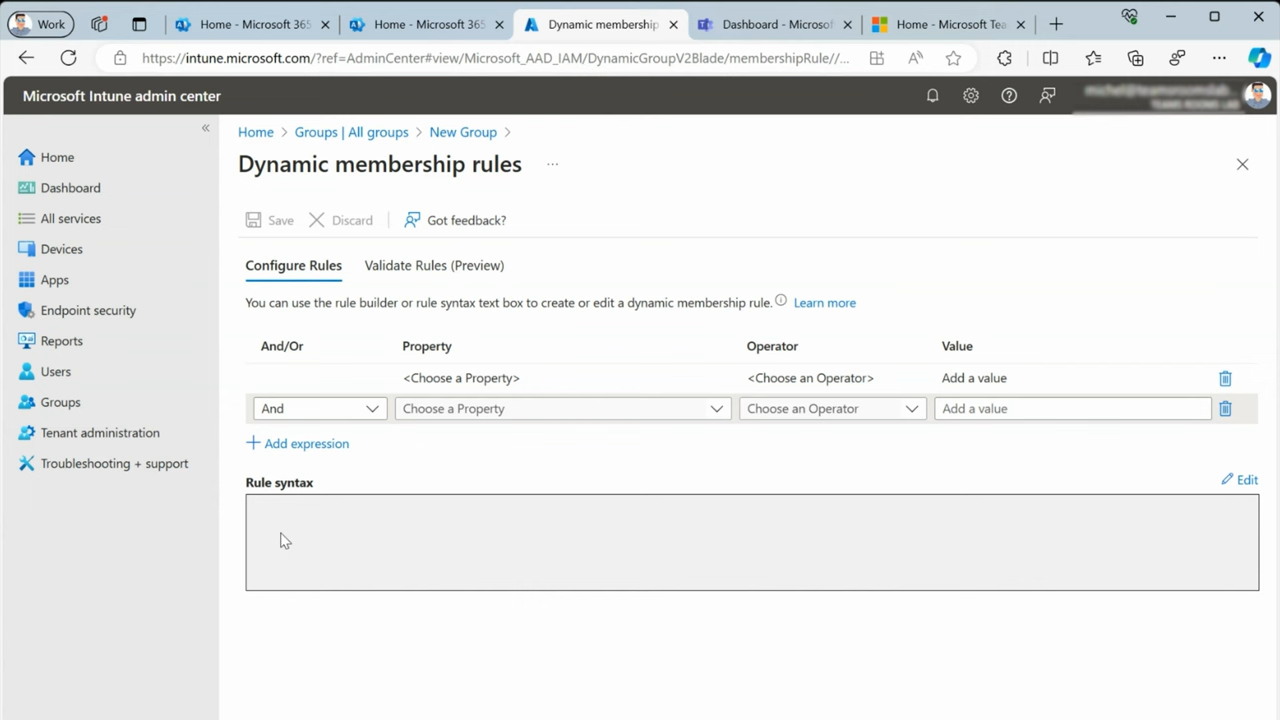 Work
Home - Microsoft 365
Home - Microsoft 365
Dynamic membership
Dashboard - Microsof
Home - Microsoft Tea
https://intune.microsoft.com/?ref=AdminCenter#view/Microsoft_AAD_IAM/DynamicGroupV2Blade/membershipRule//...
Microsoft Intune admin center
TEAMS ROOMS LAB
Home > Groups | All groups > New Group >
Dynamic membership rules ...
Home
Dashboard
All services
Devices
Apps
Endpoint security
Reports
Users
Groups
Tenant administration
Troubleshooting + support
Save Discard Got feedback?
Configure Rules Validate Rules (Preview)
You can use the rule builder or rule syntax text box to create or edit a dynamic membership rule. Learn more
And/Or Property Operator Value
<Choose a Property> <Choose an Operator> Add a value
And Choose a Property Choose an Operator Add a value
+ Add expression
Rule syntax
Edit